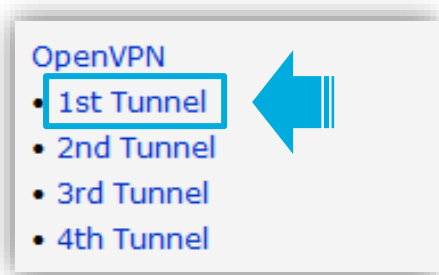 OpenVPN
• 1st Tunnel
• 2nd Tunnel
• 3rd Tunnel
• 4th Tunnel